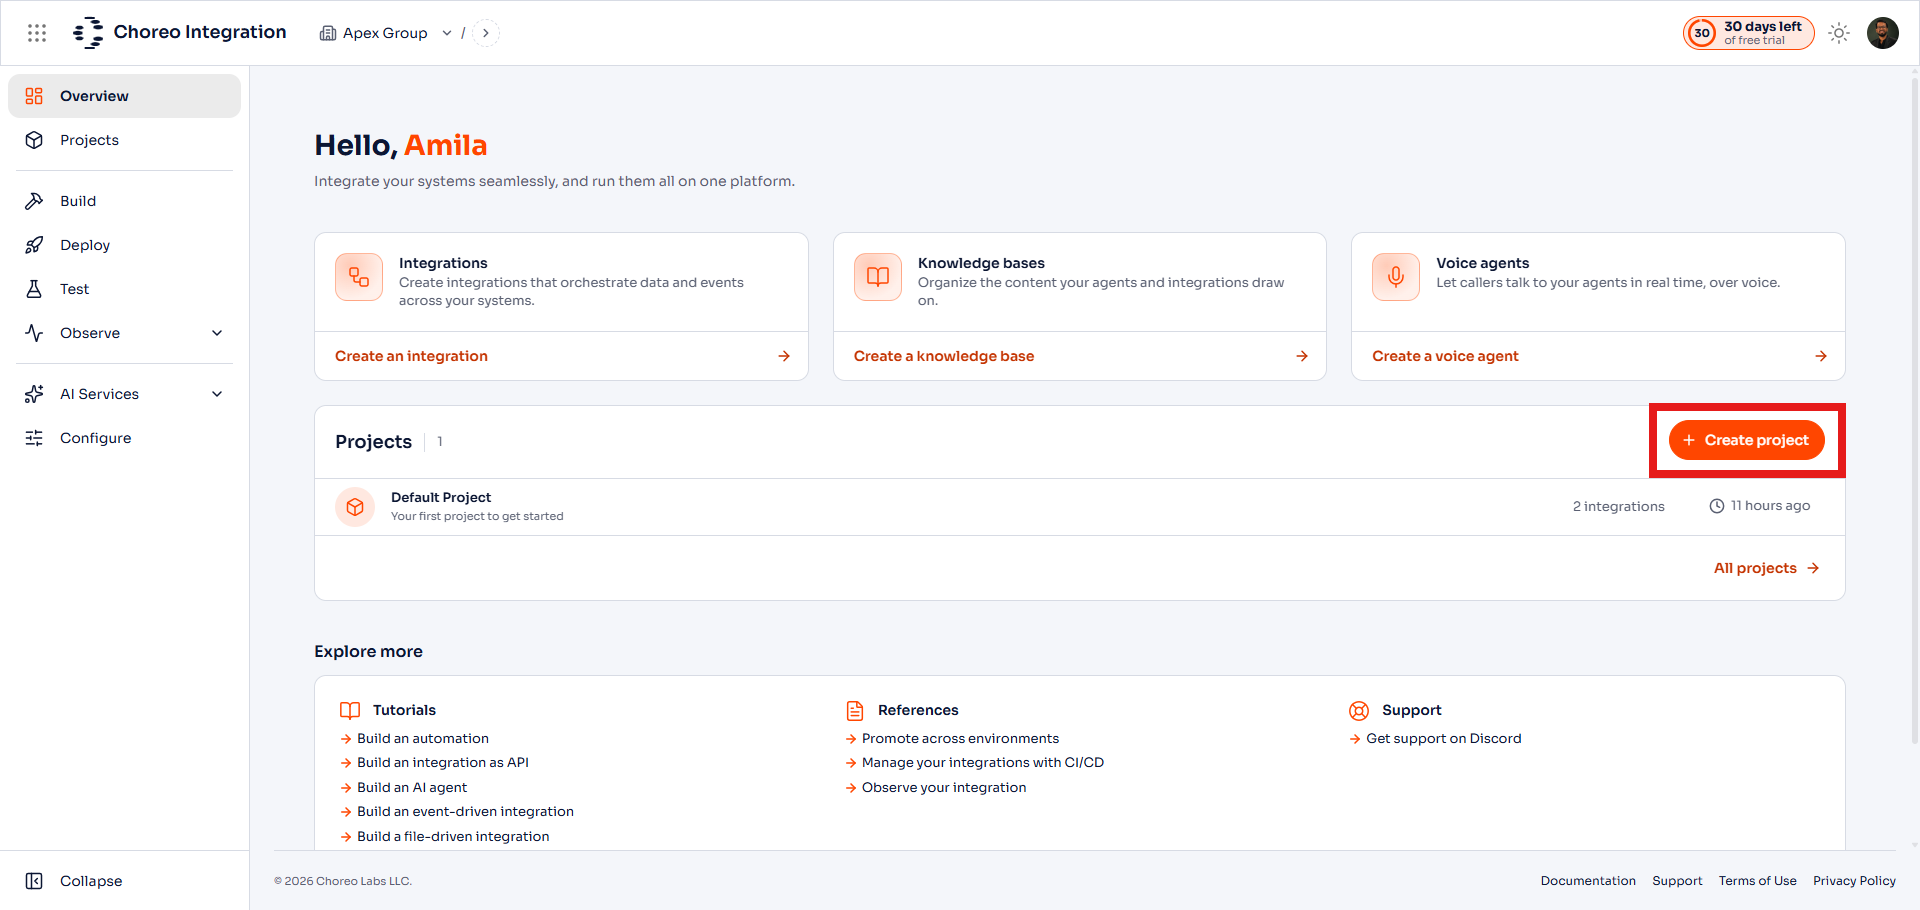 Choreo Integration
Apex Group
/
30
30 days left
of free trial
Overview
Projects
Build
Deploy
Test
Observe
AI Services
Configure
Collapse
Hello, Amila
Integrate your systems seamlessly, and run them all on one platform.
Integrations
Create integrations that orchestrate data and events
across your systems.
Create an integration
Knowledge bases
Organize the content your agents and integrations draw
on.
Create a knowledge base
Voice agents
Let callers talk to your agents in real time, over voice.
Create a voice agent
Projects
1
+ Create project
Default Project
Your first project to get started
2 integrations
11 hours ago
All projects
Explore more
Tutorials
Build an automation
Build an integration as API
Build an AI agent
Build an event-driven integration
Build a file-driven integration
References
Promote across environments
Manage your integrations with CI/CD
Observe your integration
Support
Get support on Discord
© 2026 Choreo Labs LLC.
Documentation
Support
Terms of Use
Privacy Policy